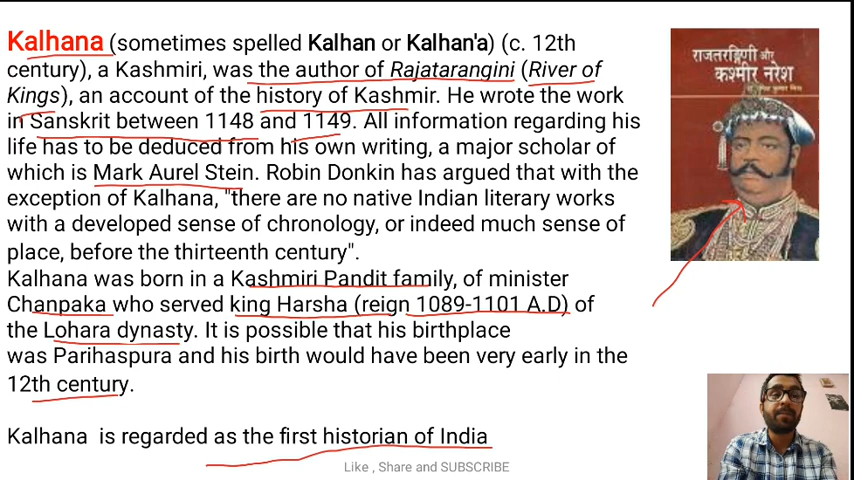 Kalhana (sometimes spelled Kalhan or Kalhan'a) (c. 12th
century), a Kashmiri, was the author of Rajatarangini (River of
Kings), an account of the history of Kashmir. He wrote the work
in Sanskrit between 1148 and 1149. All information regarding his
life has to be deduced from his own writing, a major scholar of
which is Mark Aurel Stein. Robin Donkin has argued that with the
exception of Kalhana, "there are no native Indian literary works
with a developed sense of chronology, or indeed much sense of
place, before the thirteenth century".
Kalhana was born in a Kashmiri Pandit family, of minister
Chanpaka who served king Harsha (reign 1089-1101 A.D) of
the Lohara dynasty. It is possible that his birthplace
was Parihaspura and his birth would have been very early in the
12th century.
Kalhana is regarded as the first historian of India
Like , Share and SUBSCRIBE
राजतरङ्गिणी और
कश्मीर नरेश